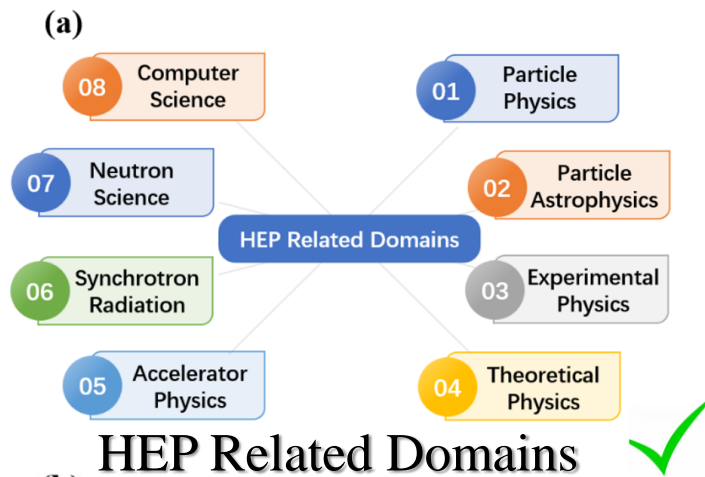 (a)
08
Computer
Science
01
Particle
Physics
07
Neutron
Science
02
Particle
Astrophysics
HEP Related Domains
06
Synchrotron
Radiation
03
Experimental
Physics
05
Accelerator
Physics
04
Theoretical
Physics
HEP Related Domains